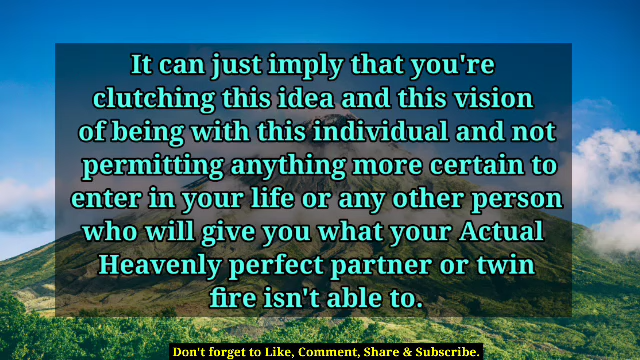 It can just imply that you're
clutching this idea and this vision
of being with this individual and not
permitting anything more certain to
enter in your life or any other person
who will give you what your Actual
Heavenly perfect partner or twin
fire isn't able to.
Don't forget to Like, Comment, Share & Subscribe.